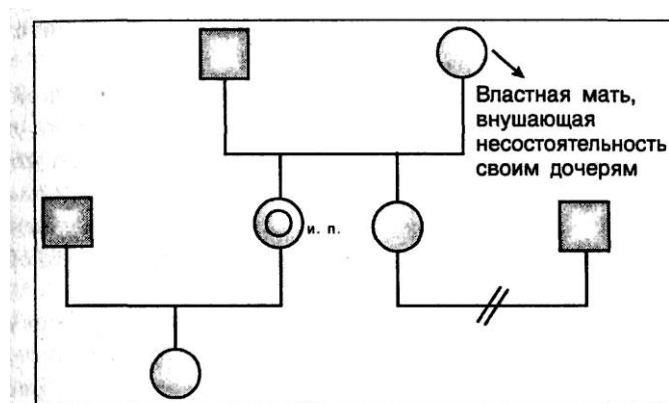 Властная мать,
внушающая
несостоятельность
своим дочерям
и. п.